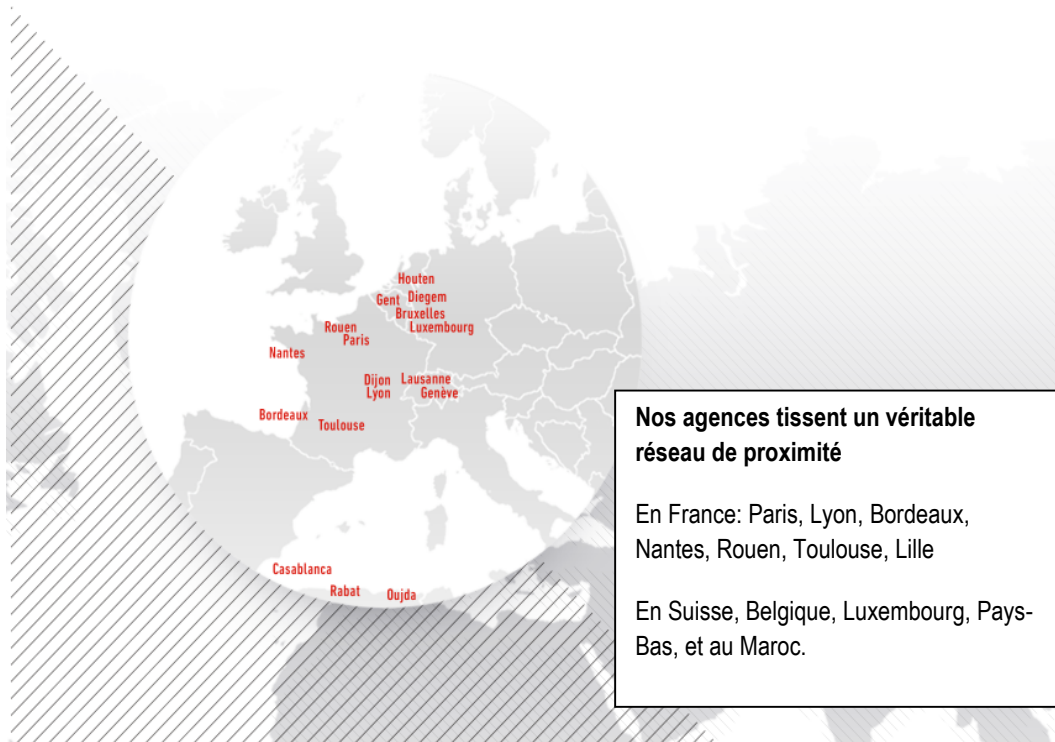 Houten
Gent Diegem
Bruxelles
Rouen Luxembourg
Paris
Nantes
Dijon Lausanne
Lyon Genève
Bordeaux
Toulouse
Casablanca
Rabat Oujda
Nos agences tissent un véritable
réseau de proximité
En France: Paris, Lyon, Bordeaux,
Nantes, Rouen, Toulouse, Lille
En Suisse, Belgique, Luxembourg, Pays-
Bas, et au Maroc.